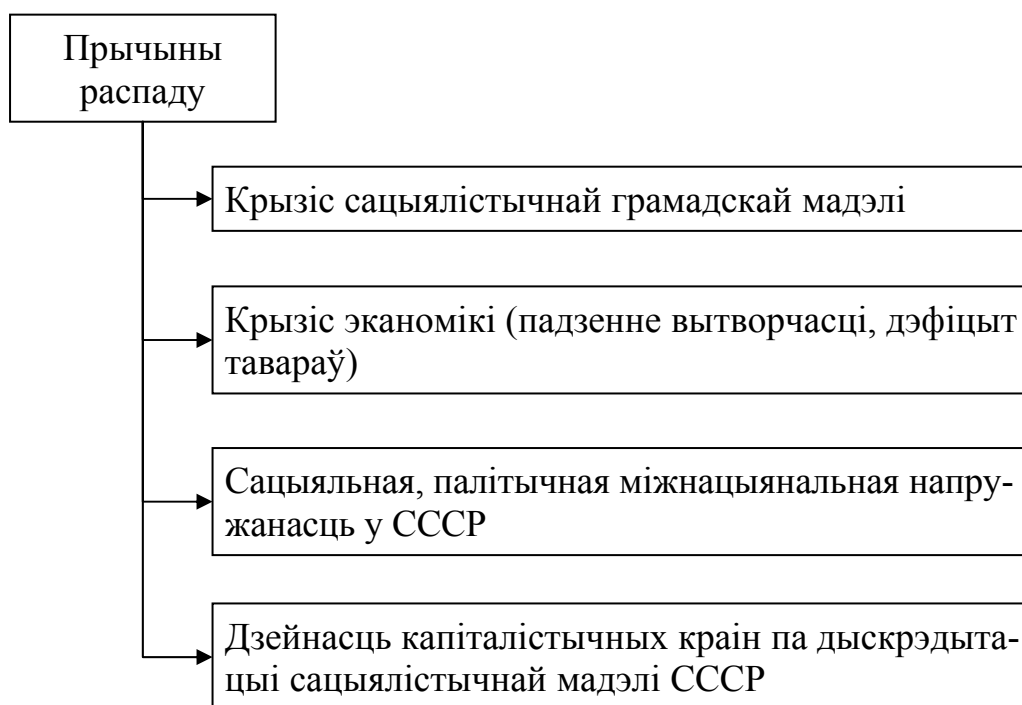 Прычыны
распаду
Крызіс сацыялістычнай грамадскай мадэлі
Крызіс эканомікі (падзенне вытворчасці, дэфіцыт
тавараў)
Сацыяльная, палітычная міжнацыянальная напру-
жанасць у СССР
Дзейнасць капіталістычных краін па дыскрэдыта-
цыі сацыялістычнай мадэлі СССР